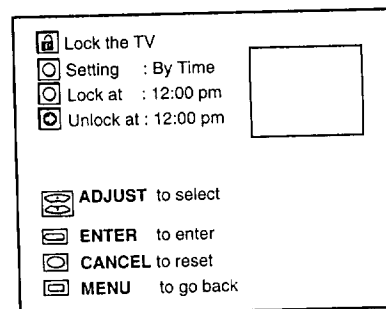 Lock the TV
Setting : By Time
Lock at : 12:00 pm
Unlock at : 12:00 pm
ADJUST to select
ENTER to enter
CANCEL to reset
MENU to go back